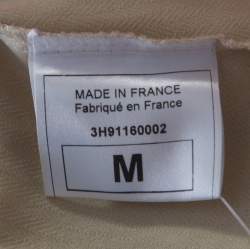 MADE IN FRANCE
Fabriqué en France
3H91160002
M